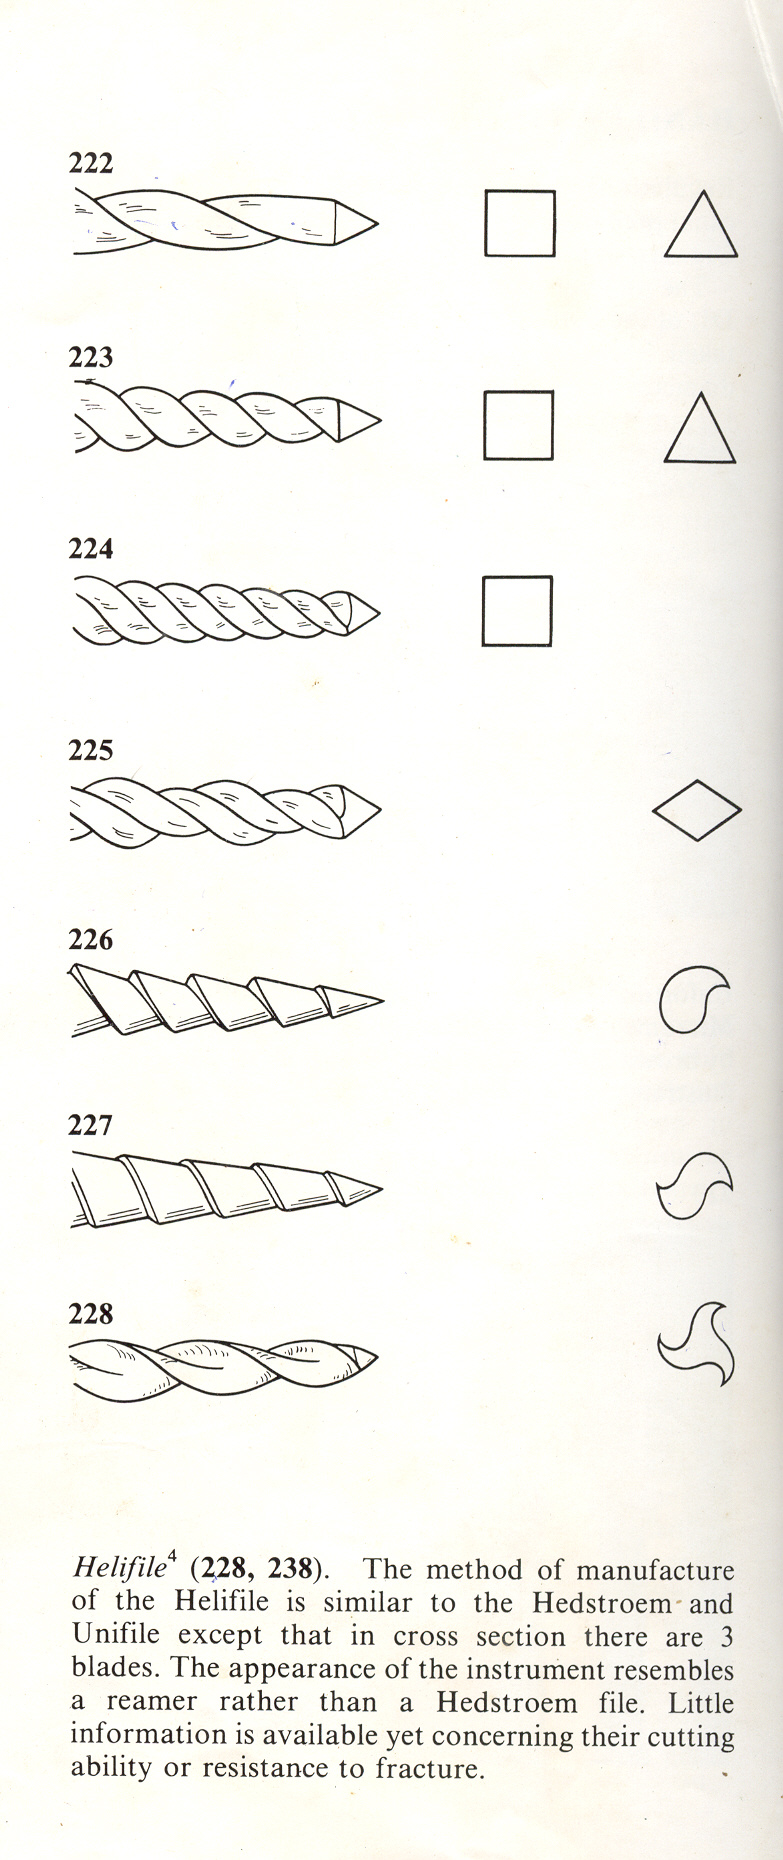 222
223
224
225
226
227
228
Helifile⁴ (228, 238). The method of manufacture
of the Helifile is similar to the Hedstroem and
Unifile except that in cross section there are 3
blades. The appearance of the instrument resembles
a reamer rather than a Hedstroem file. Little
information is available yet concerning their cutting
ability or resistance to fracture.